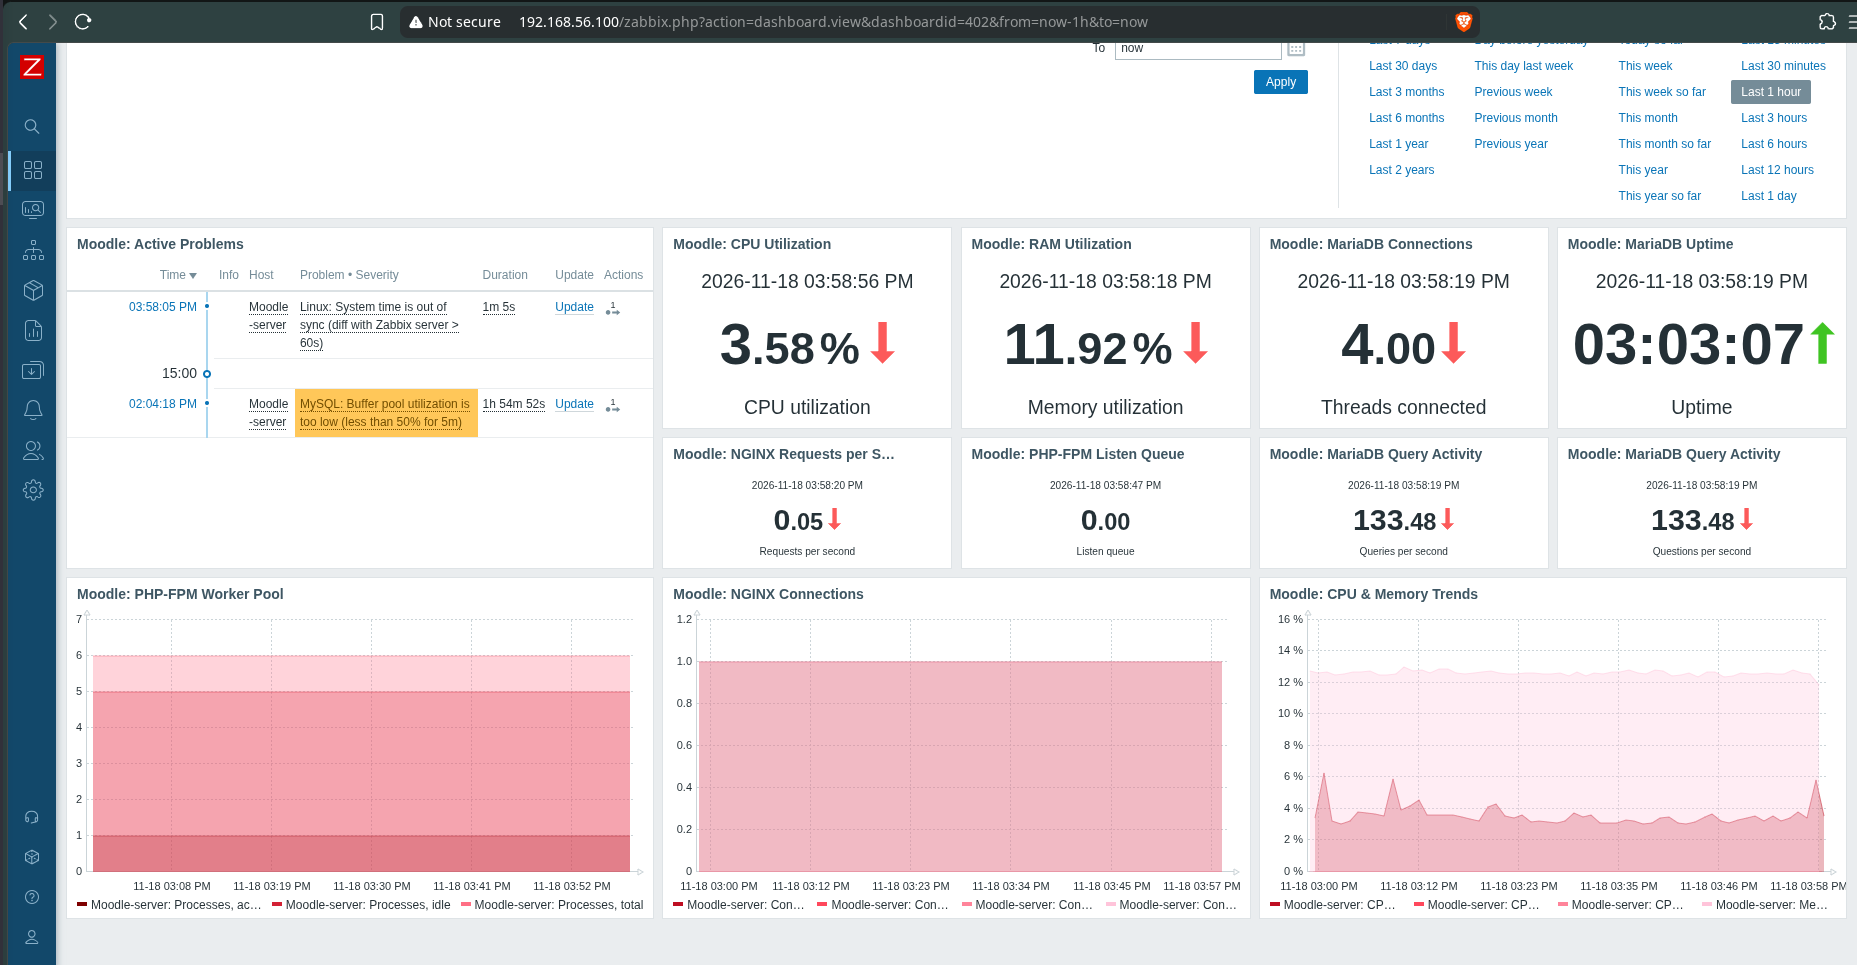 Not secure 192.168.56.100/zabbix.php?action=dashboard.view&dashboardid=402&from=now-1h&to=now
To now
Apply
Last 30 days This day last week This week Last 30 minutes
Last 3 months Previous week This week so far Last 1 hour
Last 6 months Previous month This month Last 3 hours
Last 1 year Previous year This month so far Last 6 hours
Last 2 years This year Last 12 hours
This year so far Last 1 day
Moodle: Active Problems
Time Info Host Problem • Severity Duration Update Actions
03:58:05 PM Moodle-server Linux: System time is out of sync (diff with Zabbix server > 60s) 1m 5s Update 1
15:00
02:04:18 PM Moodle-server MySQL: Buffer pool utilization is too low (less than 50% for 5m) 1h 54m 52s Update 1
Moodle: CPU Utilization
2026-11-18 03:58:56 PM
3.58 %
CPU utilization
Moodle: RAM Utilization
2026-11-18 03:58:18 PM
11.92 %
Memory utilization
Moodle: MariaDB Connections
2026-11-18 03:58:19 PM
4.00
Threads connected
Moodle: MariaDB Uptime
2026-11-18 03:58:19 PM
03:03:07
Uptime
Moodle: NGINX Requests per S...
2026-11-18 03:58:20 PM
0.05
Requests per second
Moodle: PHP-FPM Listen Queue
2026-11-18 03:58:47 PM
0.00
Listen queue
Moodle: MariaDB Query Activity
2026-11-18 03:58:19 PM
133.48
Queries per second
Moodle: MariaDB Query Activity
2026-11-18 03:58:19 PM
133.48
Questions per second
Moodle: PHP-FPM Worker Pool
7
6
5
4
3
2
1
0
11-18 03:08 PM 11-18 03:19 PM 11-18 03:30 PM 11-18 03:41 PM 11-18 03:52 PM
Moodle-server: Processes, ac... Moodle-server: Processes, idle Moodle-server: Processes, total
Moodle: NGINX Connections
1.2
1.0
0.8
0.6
0.4
0.2
0
11-18 03:00 PM 11-18 03:12 PM 11-18 03:23 PM 11-18 03:34 PM 11-18 03:45 PM 11-18 03:57 PM
Moodle-server: Con... Moodle-server: Con... Moodle-server: Con... Moodle-server: Con...
Moodle: CPU & Memory Trends
16 %
14 %
12 %
10 %
8 %
6 %
4 %
2 %
0 %
11-18 03:00 PM 11-18 03:12 PM 11-18 03:23 PM 11-18 03:35 PM 11-18 03:46 PM 11-18 03:58 PM
Moodle-server: CP... Moodle-server: CP... Moodle-server: CP... Moodle-server: Me...